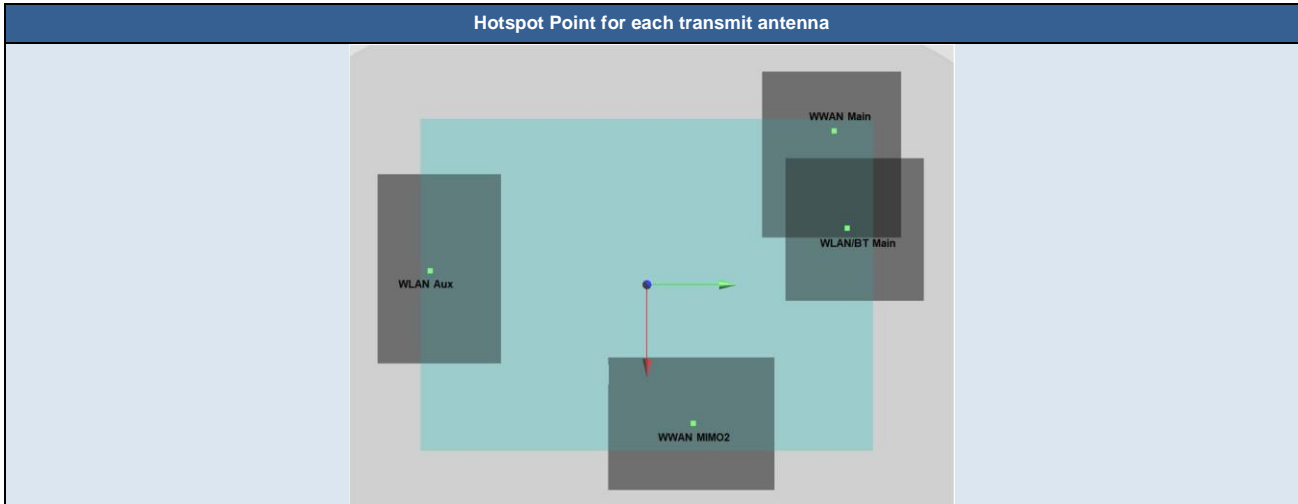 Hotspot Point for each transmit antenna
WWAN Main
WLAN/BT Main
WLAN Aux
WWAN MIMO2